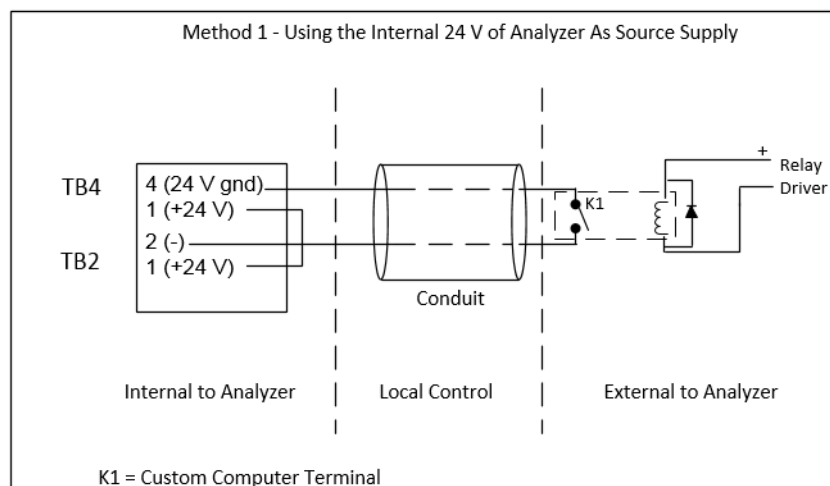 Method 1 - Using the Internal 24 V of Analyzer As Source Supply
TB4
4 (24 V gnd)
1 (+24 V)
TB2
2 (-)
1 (+24 V)
Conduit
K1
+
Relay
Driver
Internal to Analyzer
Local Control
External to Analyzer
K1 = Custom Computer Terminal